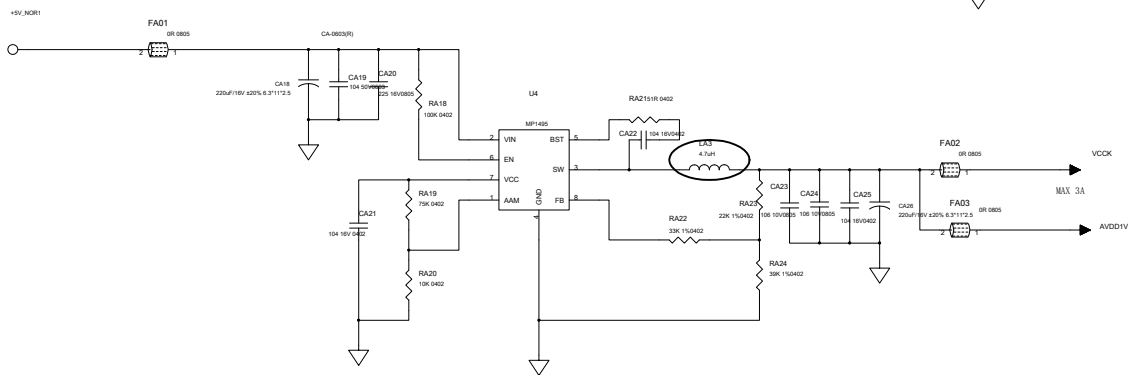 +5V_NOR1
FA01
0R 0805
2 1
CA-0603(R)
CA18
220uF/16V ±20% 6.3*11*2.5
CA19
104 50V0603
CA20
225 16V0805
RA18
100K 0402
U4
MP1495
2 VIN
6 EN
7 VCC
1 AAM
BST 5
SW 3
FB 8
GND
4
RA21 51R 0402
CA22
104 16V0402
LA3
4.7uH
FA02
0R 0805
2 1
VCCK
MAX 3A
RA19
75K 0402
CA21
104 16V 0402
RA20
10K 0402
RA22
33K 1%0402
RA23
22K 1%0402
RA24
39K 1%0402
CA23
106 10V0805
CA24
106 10V0805
CA25
104 16V0402
CA26
220uF/16V ±20% 6.3*11*2.5
FA03
0R 0805
2 1
AVDD1V